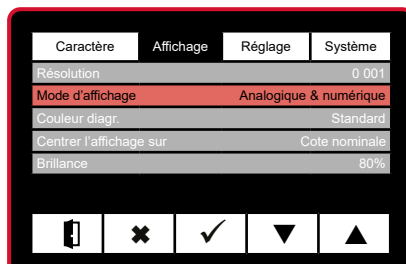 Caractère Affichage Réglage Système
Résolution 0 001
Mode d'affichage Analogique & numérique
Couleur diagr. Standard
Centrer l'affichage sur Cote nominale
Brillance 80%